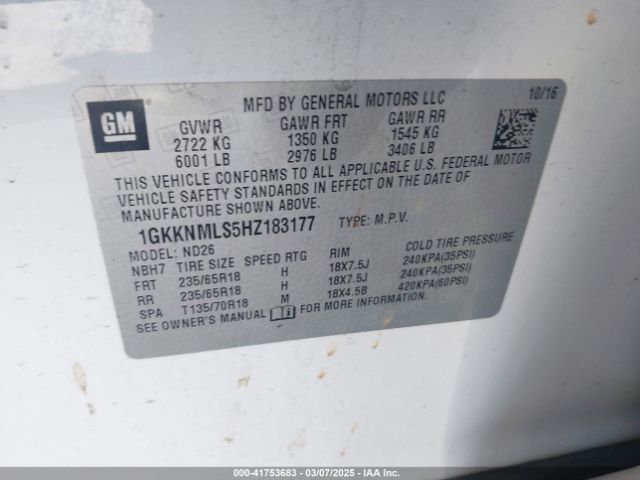 GM
MFD BY GENERAL MOTORS LLC 10/16
GVWR GAWR FRT GAWR RR
2722 KG 1350 KG 1545 KG
6001 LB 2976 LB 3406 LB
THIS VEHICLE CONFORMS TO ALL APPLICABLE U.S. FEDERAL MOTOR
VEHICLE SAFETY STANDARDS IN EFFECT ON THE DATE OF
MANUFACTURE SHOWN ABOVE.
1GKKNMLS5HZ183177 TYPE: M.P.V.
MODEL: ND26
NBH7 TIRE SIZE SPEED RTG RIM COLD TIRE PRESSURE
FRT 235/65R18 H 18X7.5J 240KPA(35PSI)
RR 235/65R18 H 18X7.5J 240KPA(35PSI)
SPA T135/70R18 M 18X4.5B 420KPA(60PSI)
SEE OWNER'S MANUAL FOR MORE INFORMATION.
000-41753683 - 03/07/2025 - IAA Inc.